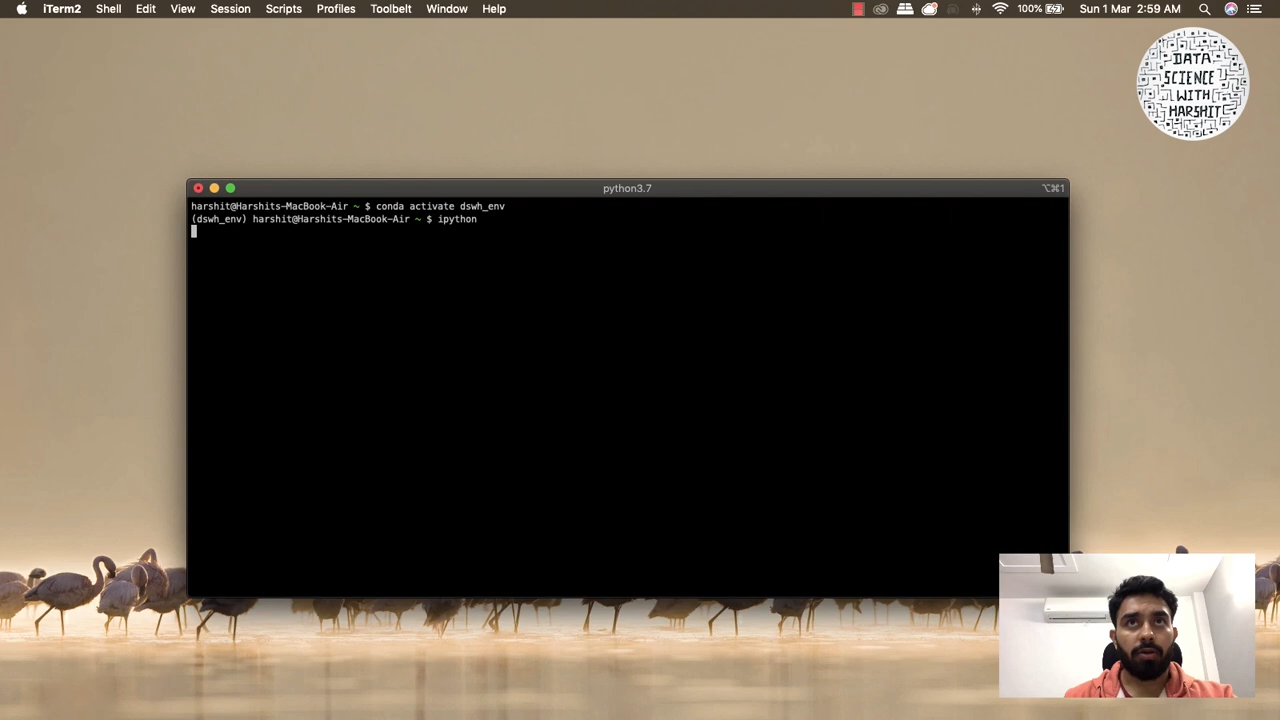 iTerm2 Shell Edit View Session Scripts Profiles Toolbelt Window Help 100% Sun 1 Mar 2:59 AM
DATA
SCIENCE
WITH
HARSHIT
python3.7 ⌥⌘1
harshit@Harshits-MacBook-Air ~ $ conda activate dswh_env
(dswh_env) harshit@Harshits-MacBook-Air ~ $ ipython